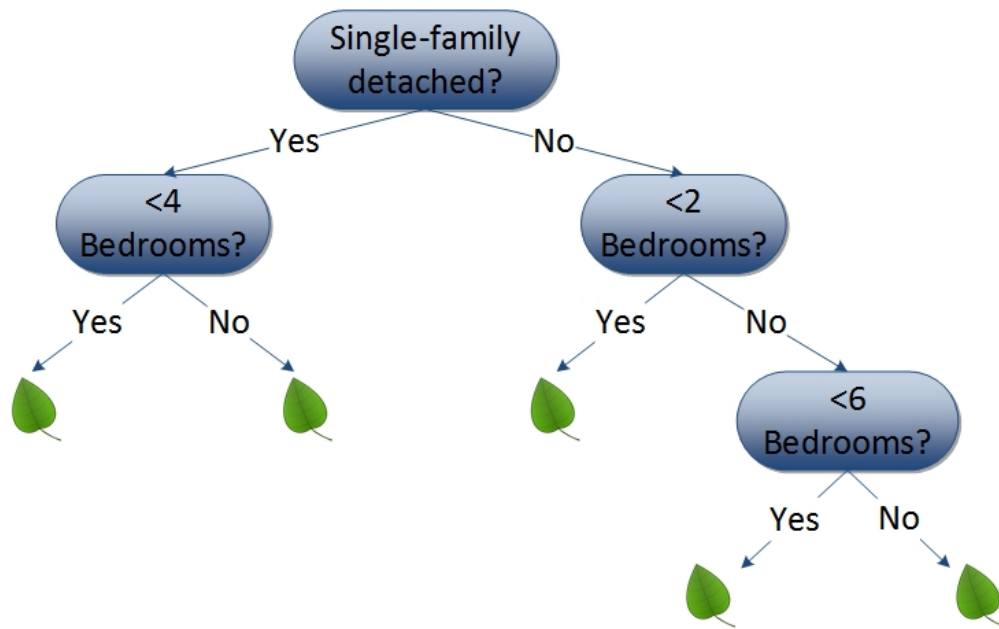 Single-family
detached?
Yes
No
<4
Bedrooms?
<2
Bedrooms?
Yes
No
Yes
No
<6
Bedrooms?
Yes
No